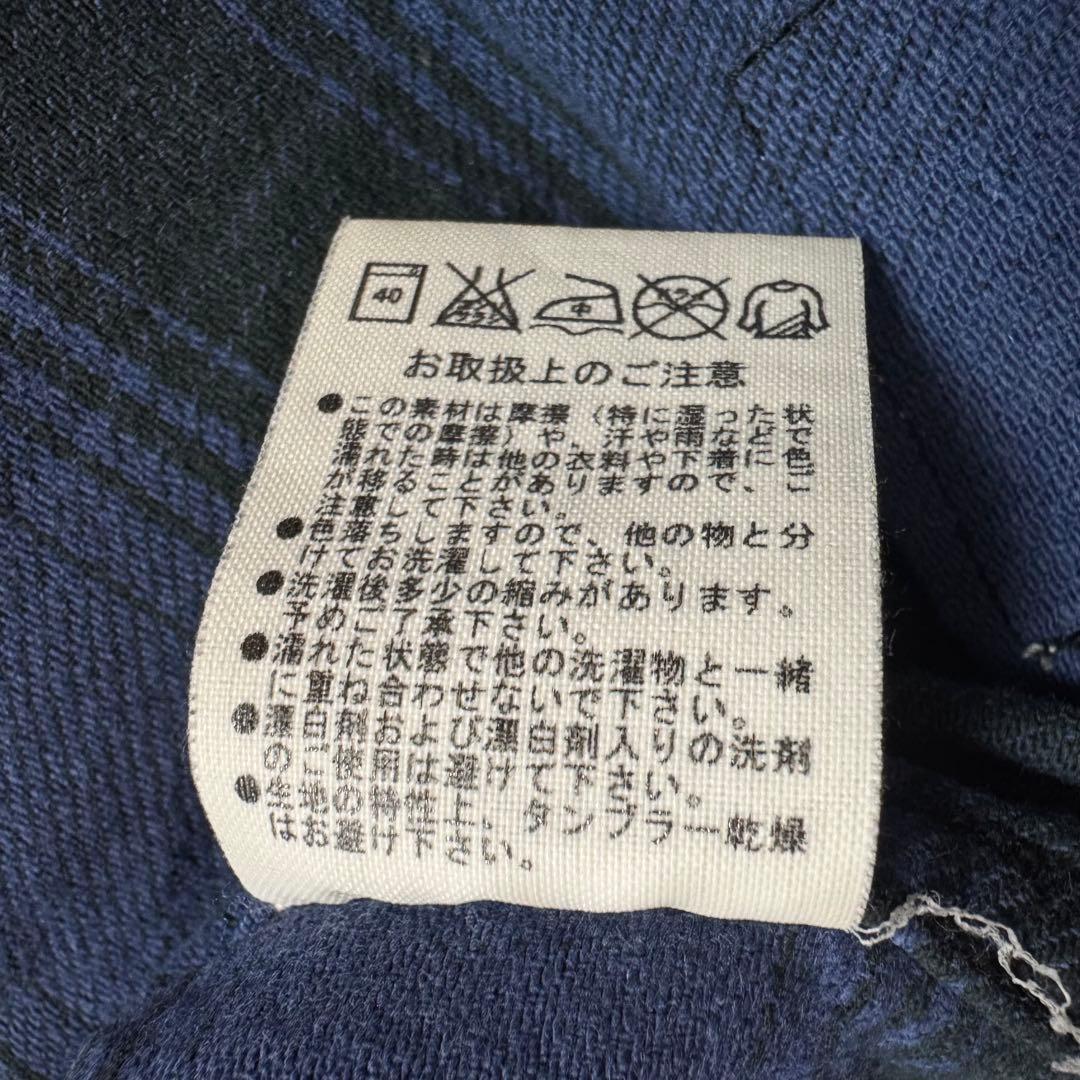 40
中
お取扱上のご注意
●この素材は摩擦（特に湿った状
態での摩擦）や、汗や雨などで
濡れた時は他の衣料や下着に色
が移ることがありますので、ご
注意して下さい。
●色落ちしますので、他の物と分
けてお洗濯して下さい。
●洗濯後多少の縮みがあります。
予めご了承下さい。
●濡れた状態で他の洗濯物と一緒
に重ね合わせないで下さい。
●漂白剤および漂白剤入りの洗剤
のご使用は避けて下さい。
●生地の特性上、タンブラー乾燥
はお避け下さい。